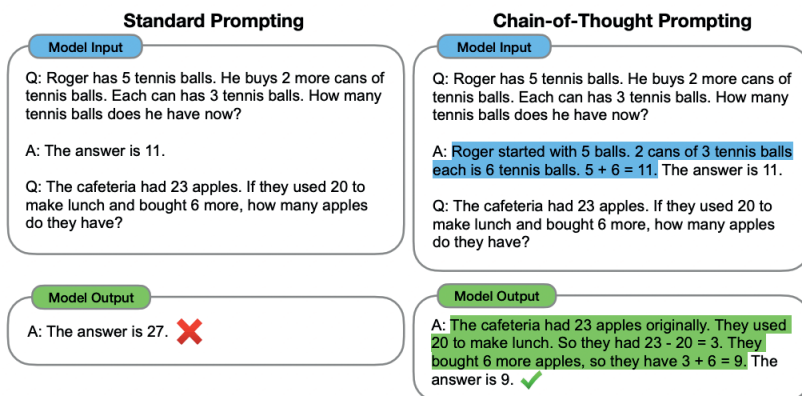 Standard Prompting
Model Input
Q: Roger has 5 tennis balls. He buys 2 more cans of
tennis balls. Each can has 3 tennis balls. How many
tennis balls does he have now?
A: The answer is 11.
Q: The cafeteria had 23 apples. If they used 20 to
make lunch and bought 6 more, how many apples
do they have?
Model Output
A: The answer is 27.
Chain-of-Thought Prompting
Model Input
Q: Roger has 5 tennis balls. He buys 2 more cans of
tennis balls. Each can has 3 tennis balls. How many
tennis balls does he have now?
A: Roger started with 5 balls. 2 cans of 3 tennis balls
each is 6 tennis balls. 5 + 6 = 11. The answer is 11.
Q: The cafeteria had 23 apples. If they used 20 to
make lunch and bought 6 more, how many apples
do they have?
Model Output
A: The cafeteria had 23 apples originally. They used
20 to make lunch. So they had 23 - 20 = 3. They
bought 6 more apples, so they have 3 + 6 = 9. The
answer is 9.